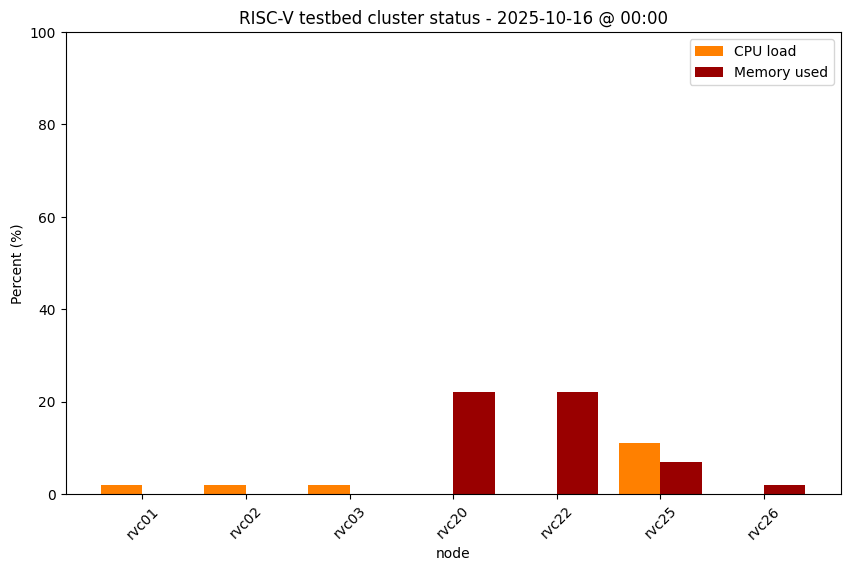 RISC-V testbed cluster status - 2025-10-16 @ 00:00
CPU load
Memory used
Percent (%)
100
80
60
40
20
0
rvc01
rvc02
rvc03
rvc20
rvc22
rvc25
rvc26
node